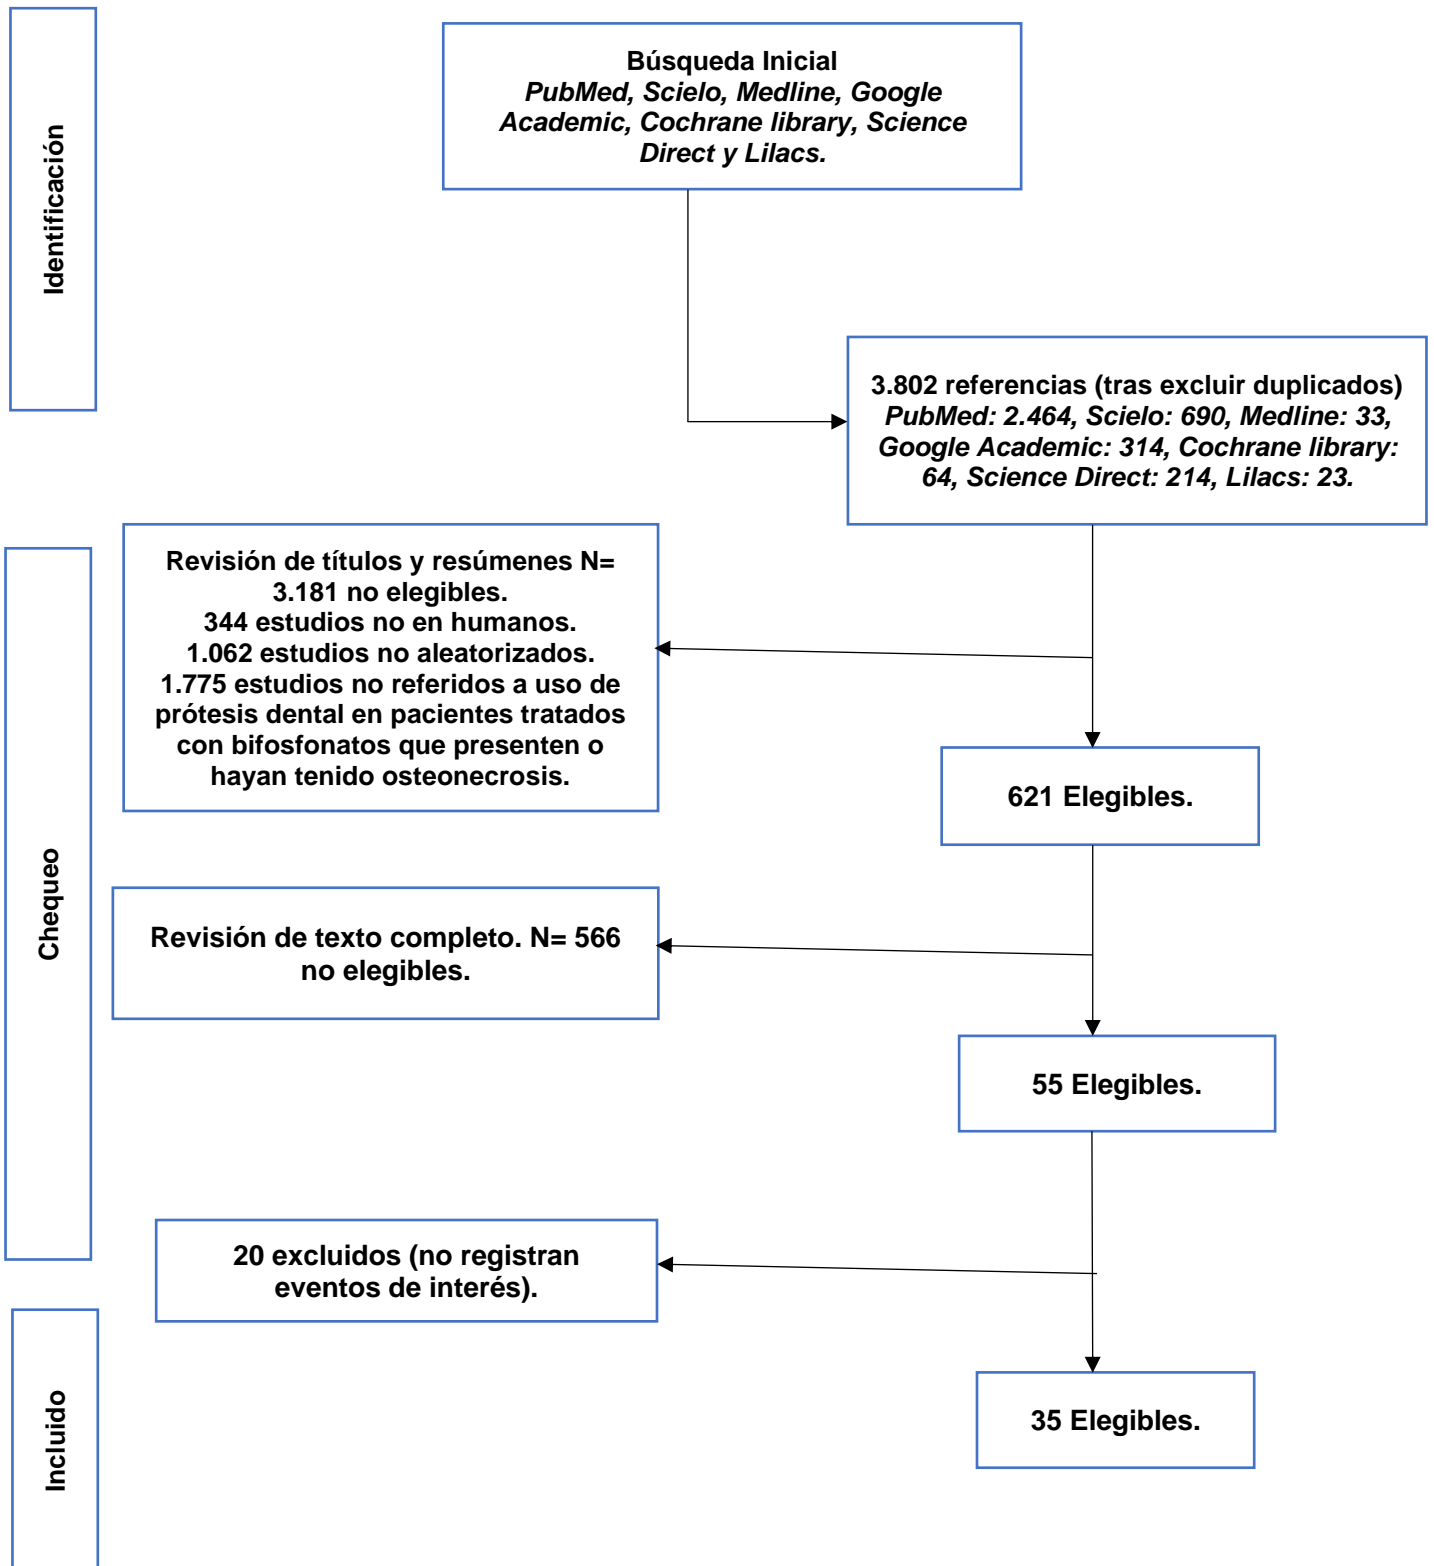 Identificación
Búsqueda Inicial
PubMed, Scielo, Medline, Google
Academic, Cochrane library, Science
Direct y Lilacs.
3.802 referencias (tras excluir duplicados)
PubMed: 2.464, Scielo: 690, Medline: 33,
Google Academic: 314, Cochrane library:
64, Science Direct: 214, Lilacs: 23.
Chequeo
Revisión de títulos y resúmenes N=
3.181 no elegibles.
344 estudios no en humanos.
1.062 estudios no aleatorizados.
1.775 estudios no referidos a uso de
prótesis dental en pacientes tratados
con bifosfonatos que presenten o
hayan tenido osteonecrosis.
621 Elegibles.
Revisión de texto completo. N= 566
no elegibles.
55 Elegibles.
20 excluidos (no registran
eventos de interés).
Incluido
35 Elegibles.